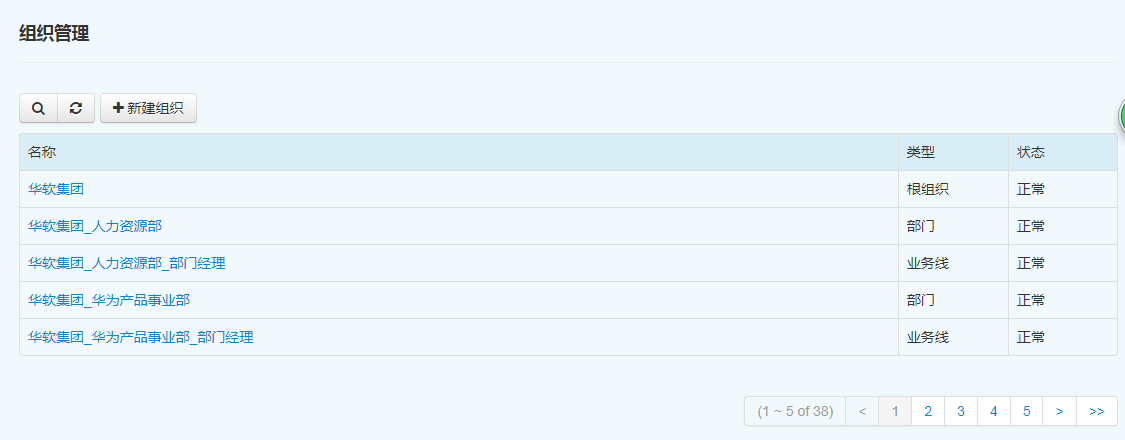 组织管理
新建组织
名称 类型 状态
华软集团 根组织 正常
华软集团_人力资源部 部门 正常
华软集团_人力资源部_部门经理 业务线 正常
华软集团_华为产品事业部 部门 正常
华软集团_华为产品事业部_部门经理 业务线 正常
(1 ~ 5 of 38) < 1 2 3 4 5 > >>